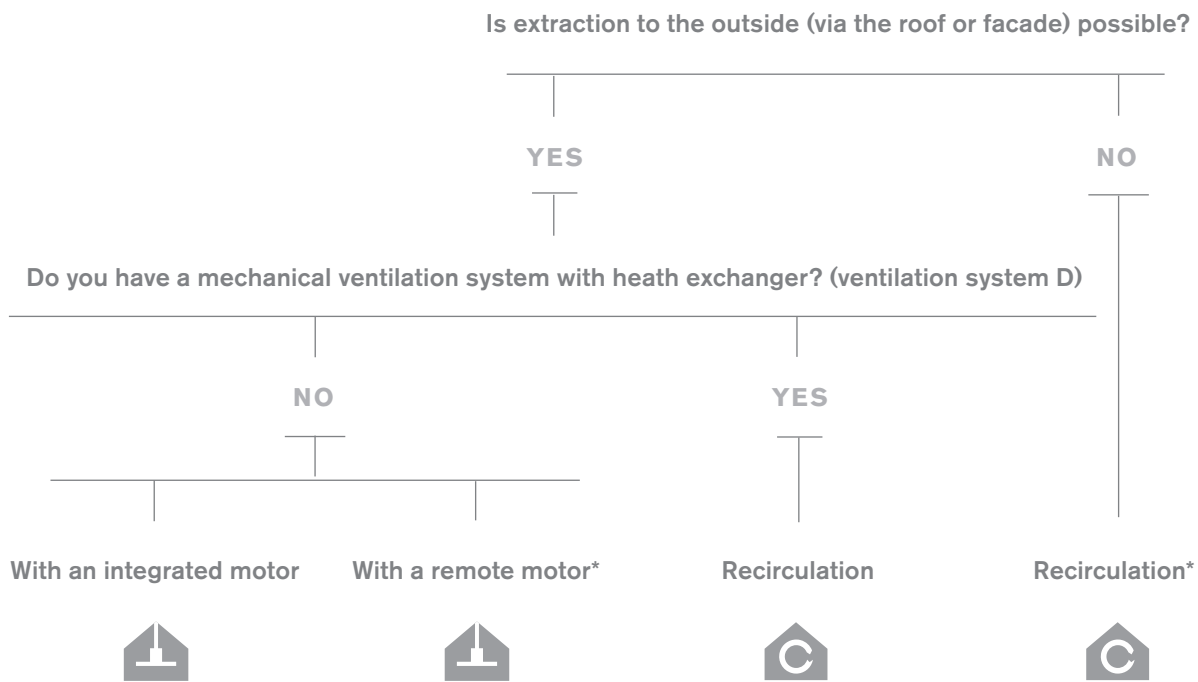 Is extraction to the outside (via the roof or facade) possible?
YES
NO
Do you have a mechanical ventilation system with heath exchanger? (ventilation system D)
NO
YES
With an integrated motor
With a remote motor*
Recirculation
Recirculation*